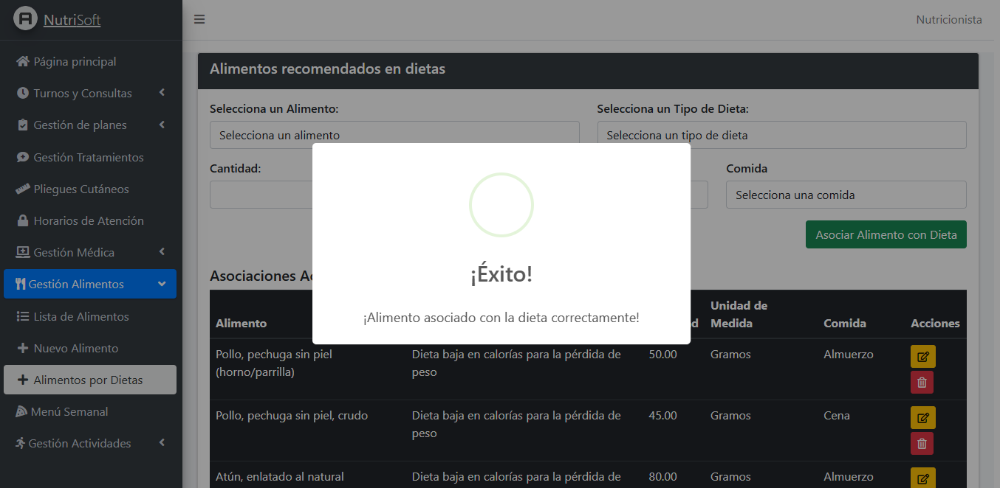 NutriSoft
Nutricionista
Página principal
Turnos y Consultas
Gestión de planes
Gestión Tratamientos
Pliegues Cutáneos
Horarios de Atención
Gestión Médica
Gestión Alimentos
Lista de Alimentos
Nuevo Alimento
Alimentos por Dietas
Menú Semanal
Gestión Actividades
Alimentos recomendados en dietas
Selecciona un Alimento:
Selecciona un Tipo de Dieta:
Selecciona un alimento
Selecciona un tipo de dieta
Cantidad:
Comida
Selecciona una comida
Asociar Alimento con Dieta
¡Éxito!
¡Alimento asociado con la dieta correctamente!
Asociaciones
Alimento
Unidad de
Medida
Comida
Acciones
Pollo, pechuga sin piel
(horno/parrilla)
Dieta baja en calorías para la pérdida de
peso
50.00
Gramos
Almuerzo
Pollo, pechuga sin piel, crudo
Dieta baja en calorías para la pérdida de
peso
45.00
Gramos
Cena
Atún, enlatado al natural
Dieta baja en calorías para la pérdida de
80.00
Gramos
Almuerzo